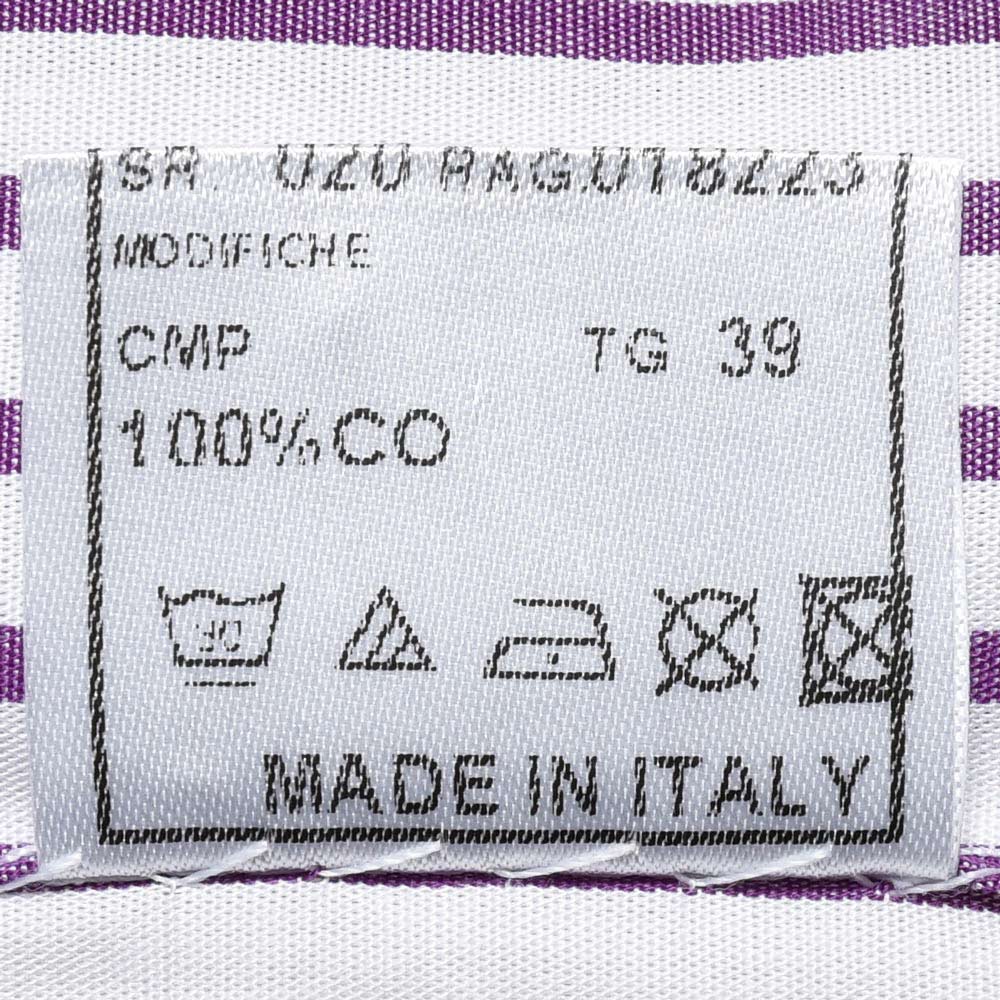 MODIFICHE
CMP TG 39
100%CO
MADE IN ITALY